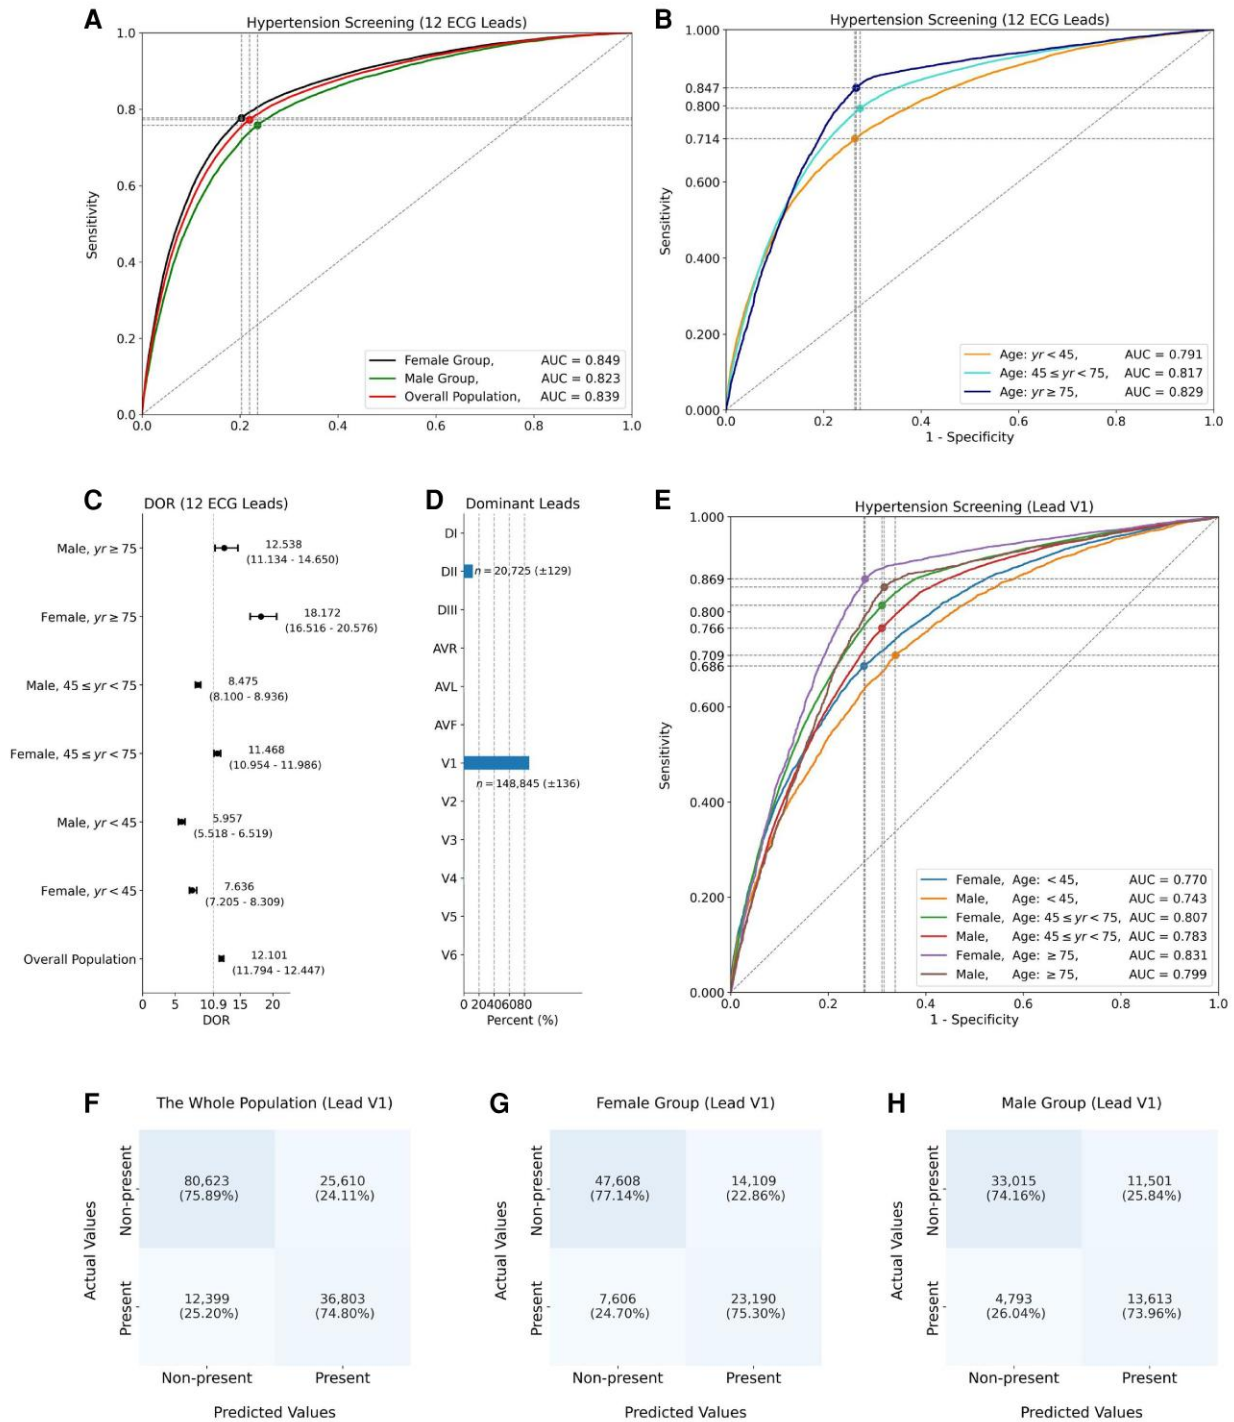 A
Hypertension Screening (12 ECG Leads)
1.0
0.8
0.6
0.4
0.2
0.0
Sensitivity
0.0 0.2 0.4 0.6 0.8 1.0
Female Group, AUC = 0.849
Male Group, AUC = 0.823
Overall Population, AUC = 0.839
B
Hypertension Screening (12 ECG Leads)
1.000
0.847
0.800
0.714
0.600
0.400
0.200
0.000
Sensitivity
0.0 0.2 0.4 0.6 0.8 1.0
1 - Specificity
Age: yr < 45, AUC = 0.791
Age: 45 ≤ yr < 75, AUC = 0.817
Age: yr ≥ 75, AUC = 0.829
C
DOR (12 ECG Leads)
Male, yr ≥ 75
12.538
(11.134 - 14.650)
Female, yr ≥ 75
18.172
(16.516 - 20.576)
Male, 45 ≤ yr < 75
8.475
(8.100 - 8.936)
Female, 45 ≤ yr < 75
11.468
(10.954 - 11.986)
Male, yr < 45
5.957
(5.518 - 6.519)
Female, yr < 45
7.636
(7.205 - 8.309)
Overall Population
12.101
(11.794 - 12.447)
0 5 10.9 15 20
DOR
D
Dominant Leads
DI
DII
n = 20,725 (±129)
DIII
AVR
AVL
AVF
V1
n = 148,845 (±136)
V2
V3
V4
V5
V6
0 20 40 60 80
Percent (%)
E
Hypertension Screening (Lead V1)
1.000
0.869
0.800
0.766
0.709
0.686
0.600
0.400
0.200
0.000
Sensitivity
0.0 0.2 0.4 0.6 0.8 1.0
1 - Specificity
Female, Age: < 45, AUC = 0.770
Male, Age: < 45, AUC = 0.743
Female, Age: 45 ≤ yr < 75, AUC = 0.807
Male, Age: 45 ≤ yr < 75, AUC = 0.783
Female, Age: ≥ 75, AUC = 0.831
Male, Age: ≥ 75, AUC = 0.799
F
The Whole Population (Lead V1)
Actual Values
Non-present
80,623
(75.89%)
25,610
(24.11%)
Present
12,399
(25.20%)
36,803
(74.80%)
Non-present Present
Predicted Values
G
Female Group (Lead V1)
Actual Values
Non-present
47,608
(77.14%)
14,109
(22.86%)
Present
7,606
(24.70%)
23,190
(75.30%)
Non-present Present
Predicted Values
H
Male Group (Lead V1)
Actual Values
Non-present
33,015
(74.16%)
11,501
(25.84%)
Present
4,793
(26.04%)
13,613
(73.96%)
Non-present Present
Predicted Values